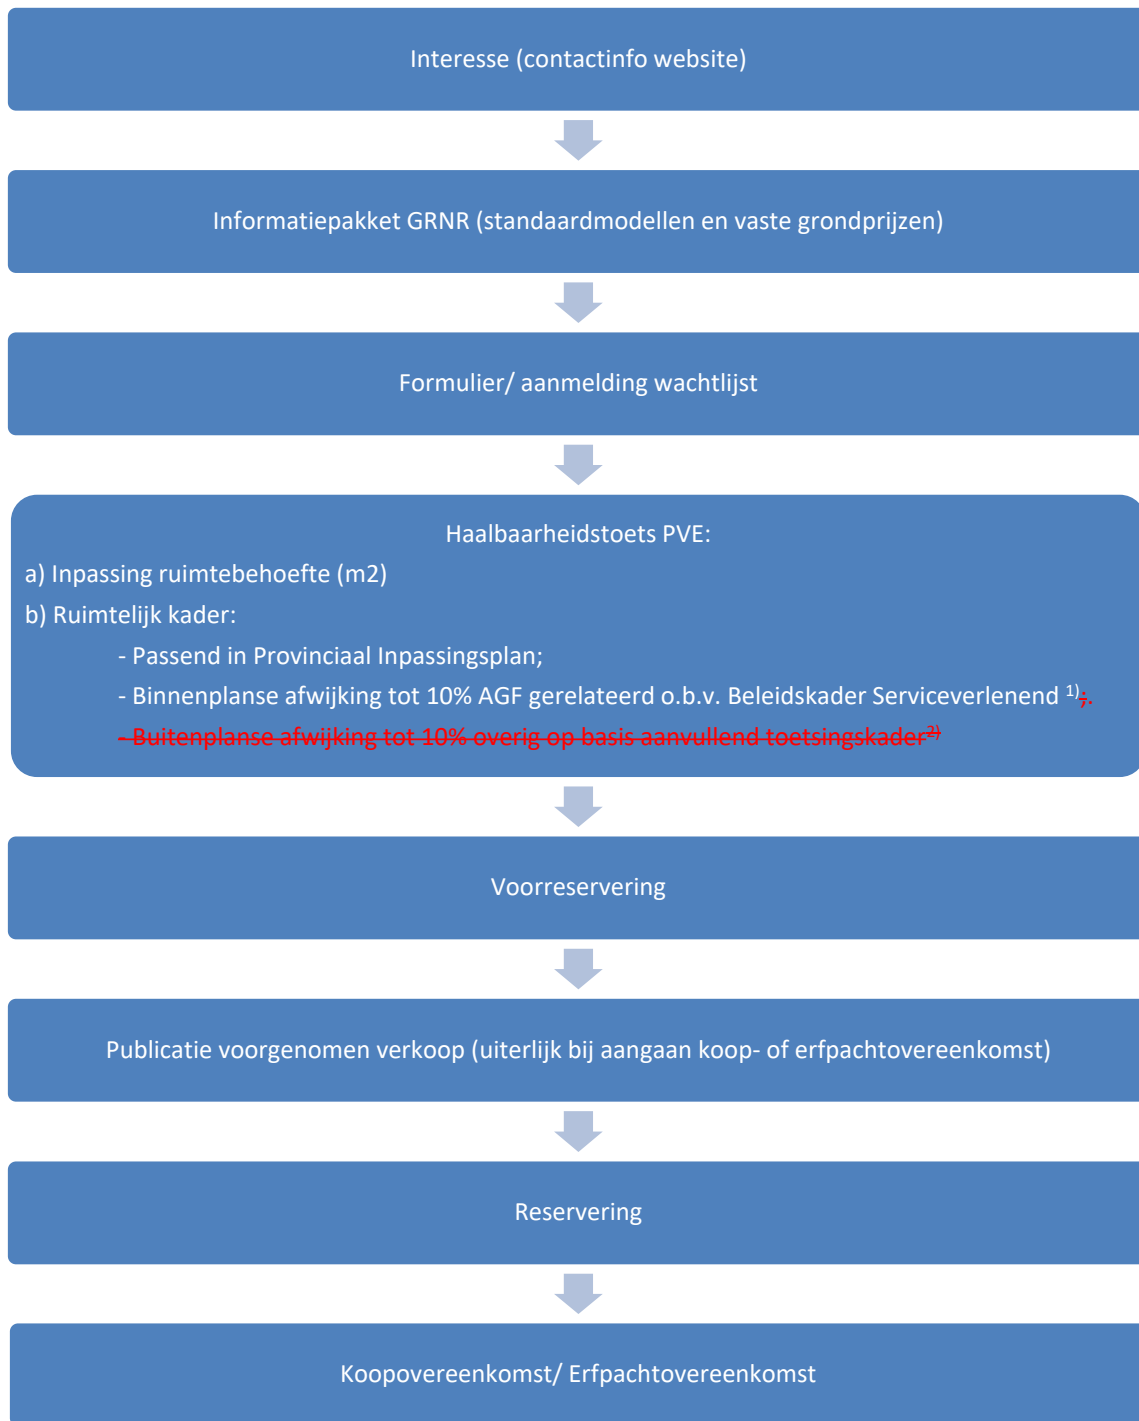 Interesse (contactinfo website)
Informatiepakket GRNR (standaardmodellen en vaste grondprijzen)
Formulier/ aanmelding wachtlijst
Haalbaarheidstoets PVE:
a) Inpassing ruimtebehoefte (m2)
b) Ruimtelijk kader:
- Passend in Provinciaal Inpassingsplan;
- Binnenplanse afwijking tot 10% AGF gerelateerd o.b.v. Beleidskader Serviceverlenend 1);.
- Buitenplanse afwijking tot 10% overig op basis aanvullend toetsingskader2)
Voorreservering
Publicatie voorgenomen verkoop (uiterlijk bij aangaan koop- of erfpachtovereenkomst)
Reservering
Koopovereenkomst/ Erfpachtovereenkomst